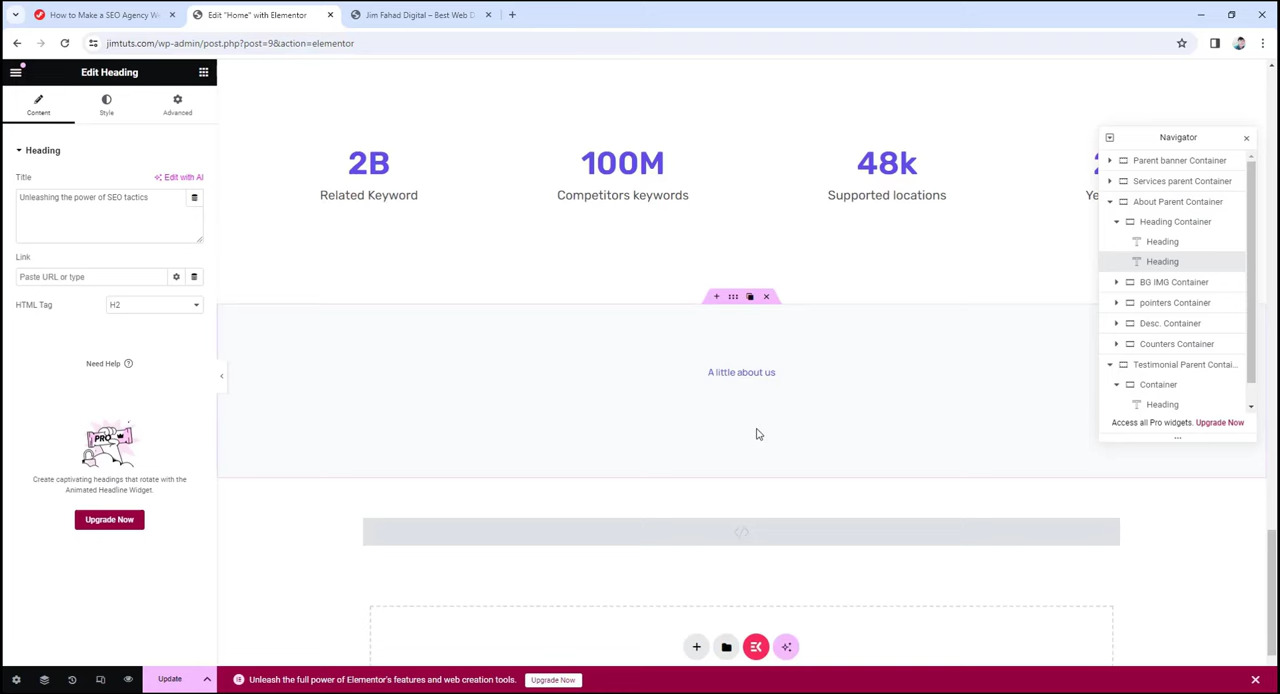 How to Make a SEO Agency W
Edit "Home" with Elementor
Jim Fahad Digital – Best Web D
jimtuts.com/wp-admin/post.php?post=9&action=elementor
Edit Heading
Content
Style
Advanced
Heading
Title
Edit with AI
Unleashing the power of SEO tactics
Link
Paste URL or type
HTML Tag
H2
Need Help
PRO
Create captivating headings that rotate with the
Animated Headline Widget.
Upgrade Now
Update
2B
Related Keyword
100M
Competitors keywords
48k
Supported locations
Ye
A little about us
Navigator
Parent banner Container
Services parent Container
About Parent Container
Heading Container
Heading
Heading
BG IMG Container
pointers Container
Desc. Container
Counters Container
Testimonial Parent Contai...
Container
Heading
Access all Pro widgets. Upgrade Now
Unleash the full power of Elementor's features and web creation tools.
Upgrade Now